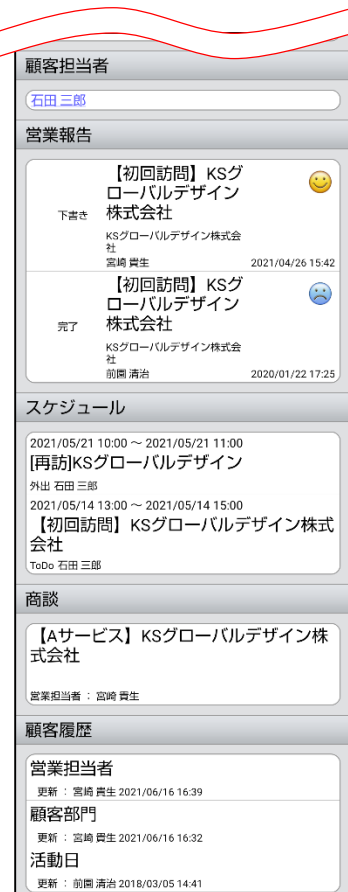 顧客担当者
石田 三郎
営業報告
【初回訪問】KSグ
ローバルデザイン
下書き 株式会社
KSグローバルデザイン株式会
社
宮崎 貴生 2021/04/26 15:42
【初回訪問】KSグ
ローバルデザイン
完了 株式会社
KSグローバルデザイン株式会
社
前園 清治 2020/01/22 17:25
スケジュール
2021/05/21 10:00 ～ 2021/05/21 11:00
[再訪]KSグローバルデザイン
外出 石田 三郎
2021/05/14 13:00 ～ 2021/05/14 15:00
【初回訪問】KSグローバルデザイン株式
会社
ToDo 石田 三郎
商談
【Aサービス】KSグローバルデザイン株
式会社
営業担当者 ： 宮崎 貴生
顧客履歴
営業担当者
更新 ： 宮崎 貴生 2021/06/16 16:39
顧客部門
更新 ： 宮崎 貴生 2021/06/16 16:32
活動日
更新 ： 前園 清治 2018/03/05 14:41